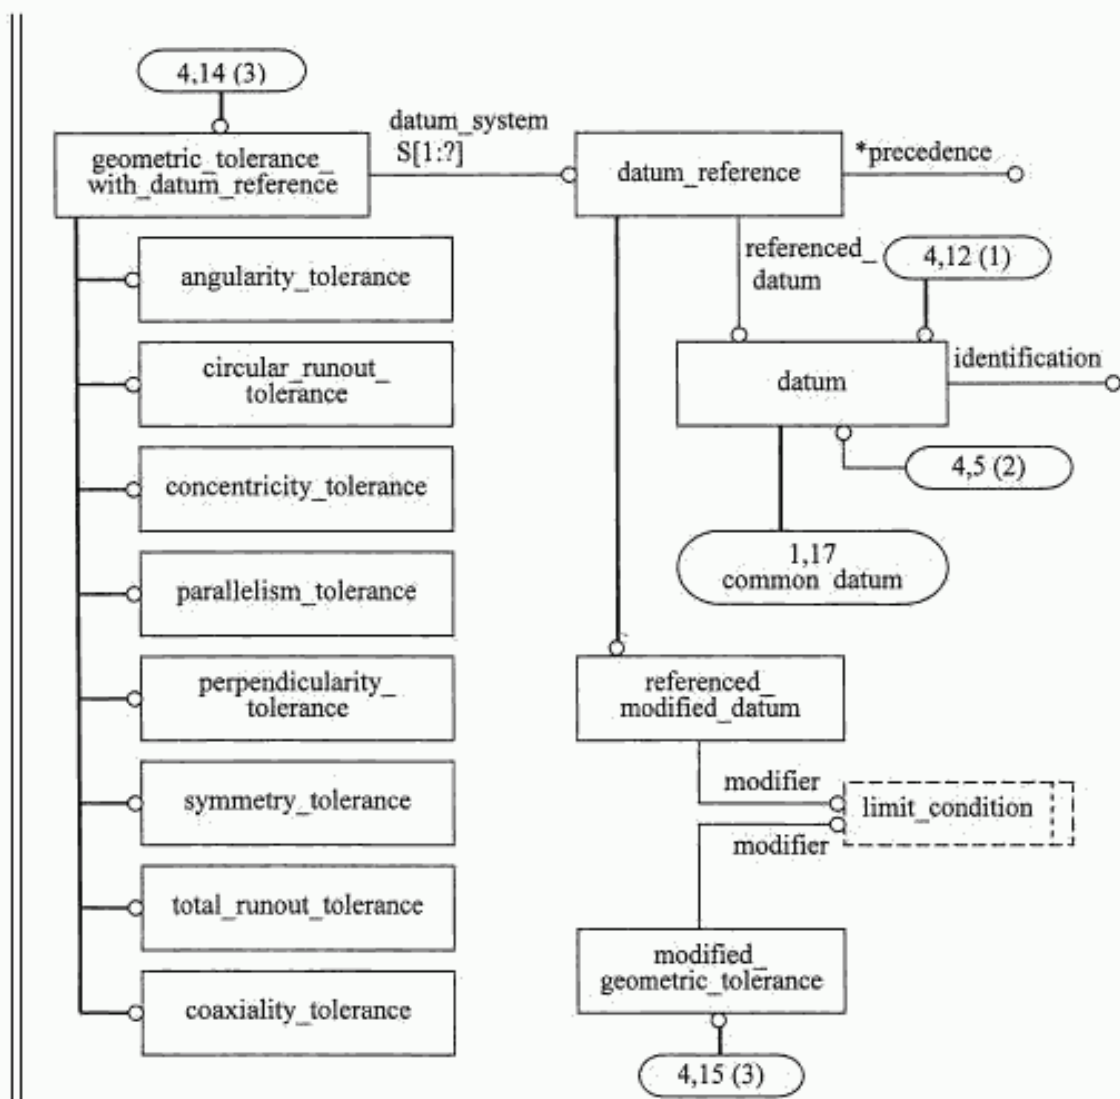 4,14 (3)
geometric_tolerance_
with_datum_reference
datum_system
S[1:?]
datum_reference
*precedence
angularity_tolerance
referenced_
datum
4,12 (1)
circular_runout_
tolerance
datum
identification
concentricity_tolerance
4,5 (2)
1,17
common datum
parallelism_tolerance
perpendicularity_
tolerance
referenced_
modified_datum
symmetry_tolerance
modifier
limit_condition
modifier
total_runout_tolerance
modified_
geometric_tolerance
coaxiality_tolerance
4,15 (3)